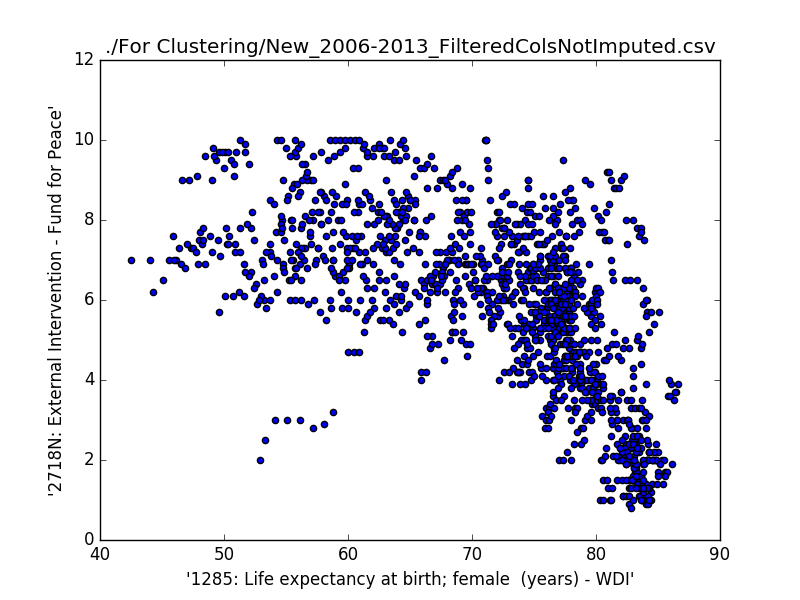 ./For Clustering/New_2006-2013_FilteredColsNotImputed.csv
12
10
8
6
4
2
0
'2718N: External Intervention - Fund for Peace'
40 50 60 70 80 90
'1285: Life expectancy at birth; female  (years) - WDI'